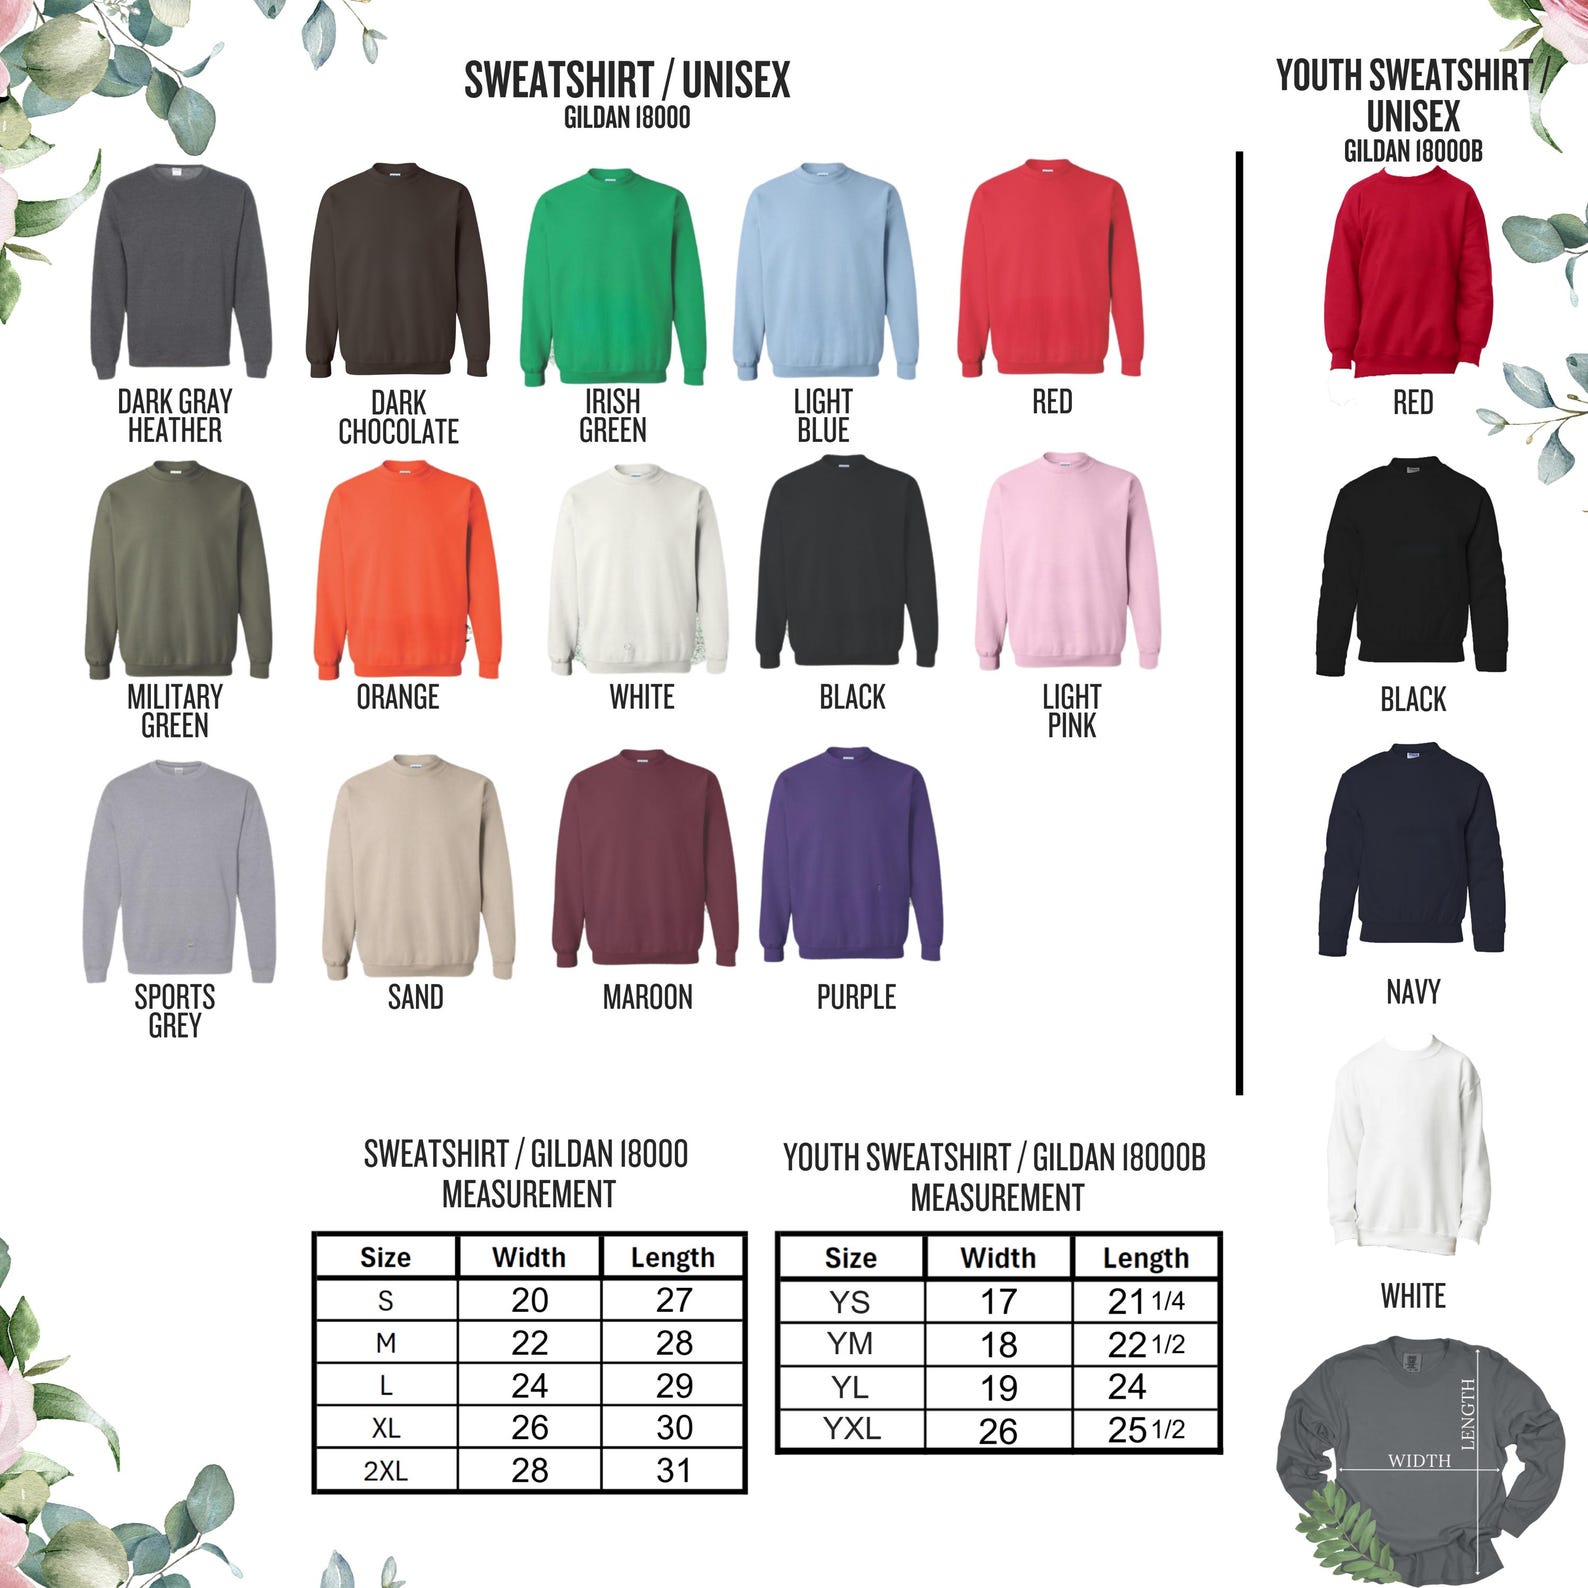 SWEATSHIRT / UNISEX
GILDAN 18000
DARK GRAY
HEATHER
DARK
CHOCOLATE
IRISH
GREEN
LIGHT
BLUE
RED
MILITARY
GREEN
ORANGE
WHITE
BLACK
LIGHT
PINK
SPORTS
GREY
SAND
MAROON
PURPLE
YOUTH SWEATSHIRT /
UNISEX
GILDAN 18000B
RED
BLACK
NAVY
WHITE
SWEATSHIRT / GILDAN 18000
MEASUREMENT
Size Width Length
S 20 27
M 22 28
L 24 29
XL 26 30
2XL 28 31
YOUTH SWEATSHIRT / GILDAN 18000B
MEASUREMENT
Size Width Length
YS 17 21 1/4
YM 18 22 1/2
YL 19 24
YXL 26 25 1/2
LENGTH
WIDTH